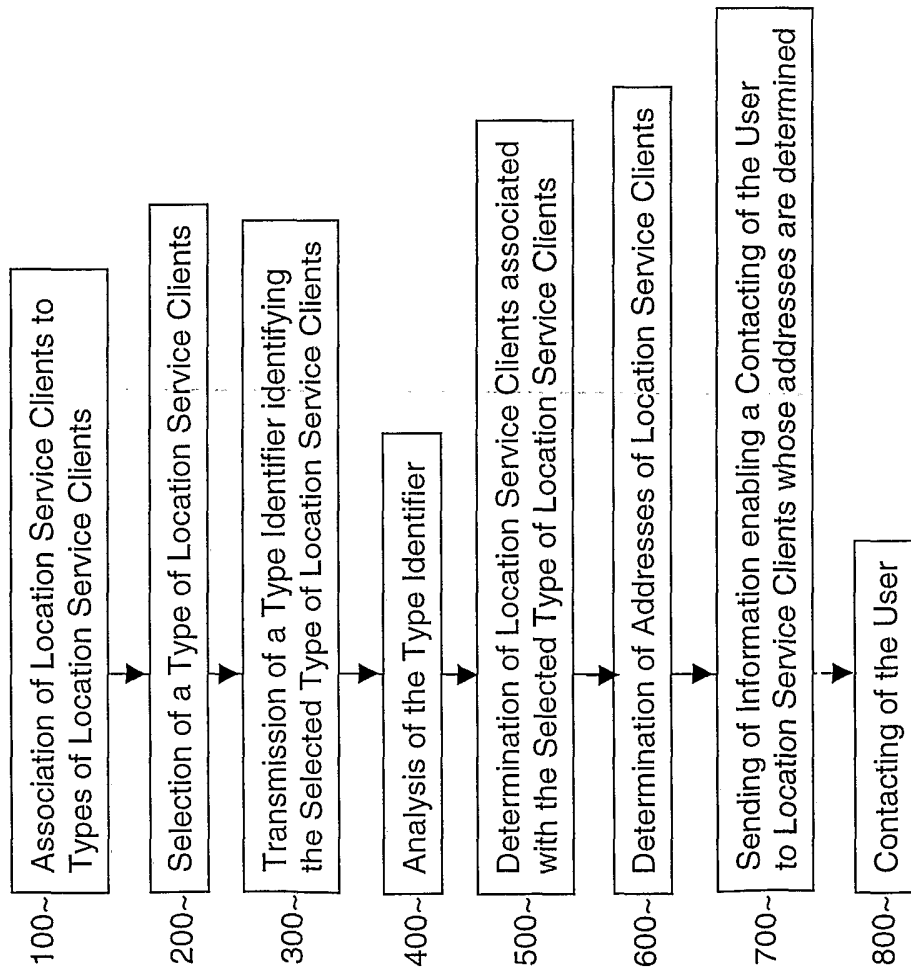 100~ Association of Location Service Clients to
Types of Location Service Clients
200~ Selection of a Type of Location Service Clients
300~ Transmission of a Type Identifier identifying
the Selected Type of Location Service Clients
400~ Analysis of the Type Identifier
500~ Determination of Location Service Clients associated
with the Selected Type of Location Service Clients
600~ Determination of Addresses of Location Service Clients
700~ Sending of Information enabling a Contacting of the User
to Location Service Clients whose addresses are determined
800~ Contacting of the User